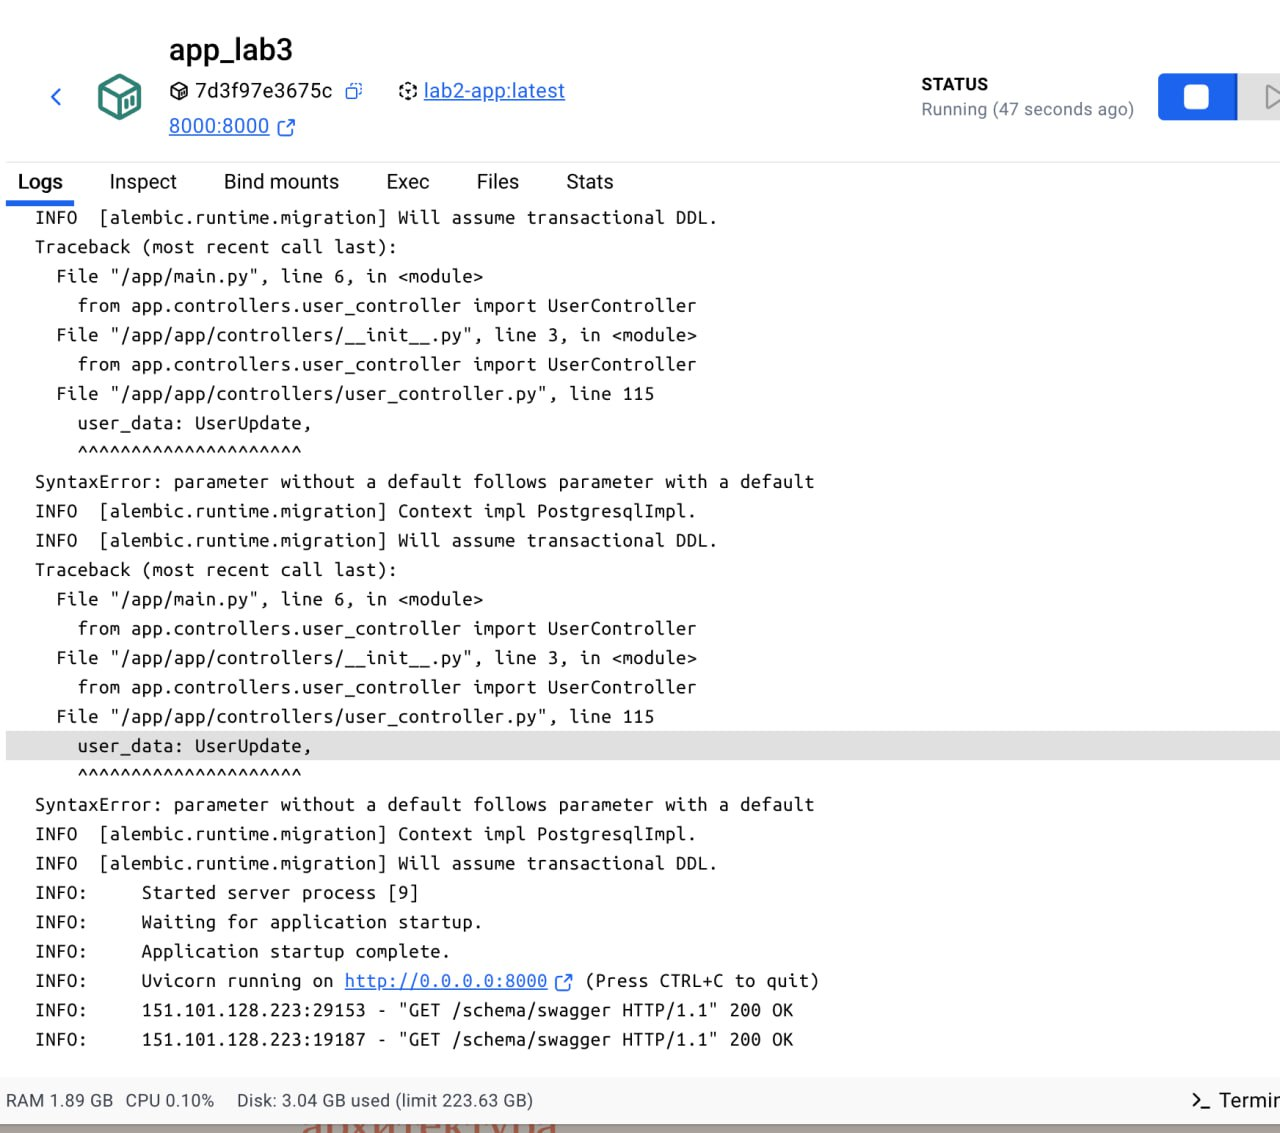 app_lab3
7d3f97e3675c lab2-app:latest
8000:8000
STATUS
Running (47 seconds ago)
Logs Inspect Bind mounts Exec Files Stats
INFO  [alembic.runtime.migration] Will assume transactional DDL.
Traceback (most recent call last):
  File "/app/main.py", line 6, in <module>
    from app.controllers.user_controller import UserController
  File "/app/app/controllers/__init__.py", line 3, in <module>
    from app.controllers.user_controller import UserController
  File "/app/app/controllers/user_controller.py", line 115
    user_data: UserUpdate,
    ^^^^^^^^^^^^^^^^^^^^^
SyntaxError: parameter without a default follows parameter with a default
INFO  [alembic.runtime.migration] Context impl PostgresqlImpl.
INFO  [alembic.runtime.migration] Will assume transactional DDL.
Traceback (most recent call last):
  File "/app/main.py", line 6, in <module>
    from app.controllers.user_controller import UserController
  File "/app/app/controllers/__init__.py", line 3, in <module>
    from app.controllers.user_controller import UserController
  File "/app/app/controllers/user_controller.py", line 115
    user_data: UserUpdate,
    ^^^^^^^^^^^^^^^^^^^^^
SyntaxError: parameter without a default follows parameter with a default
INFO  [alembic.runtime.migration] Context impl PostgresqlImpl.
INFO  [alembic.runtime.migration] Will assume transactional DDL.
INFO:     Started server process [9]
INFO:     Waiting for application startup.
INFO:     Application startup complete.
INFO:     Uvicorn running on http://0.0.0.0:8000 (Press CTRL+C to quit)
INFO:     151.101.128.223:29153 - "GET /schema/swagger HTTP/1.1" 200 OK
INFO:     151.101.128.223:19187 - "GET /schema/swagger HTTP/1.1" 200 OK
RAM 1.89 GB CPU 0.10% Disk: 3.04 GB used (limit 223.63 GB) >_ Termin
архитектура